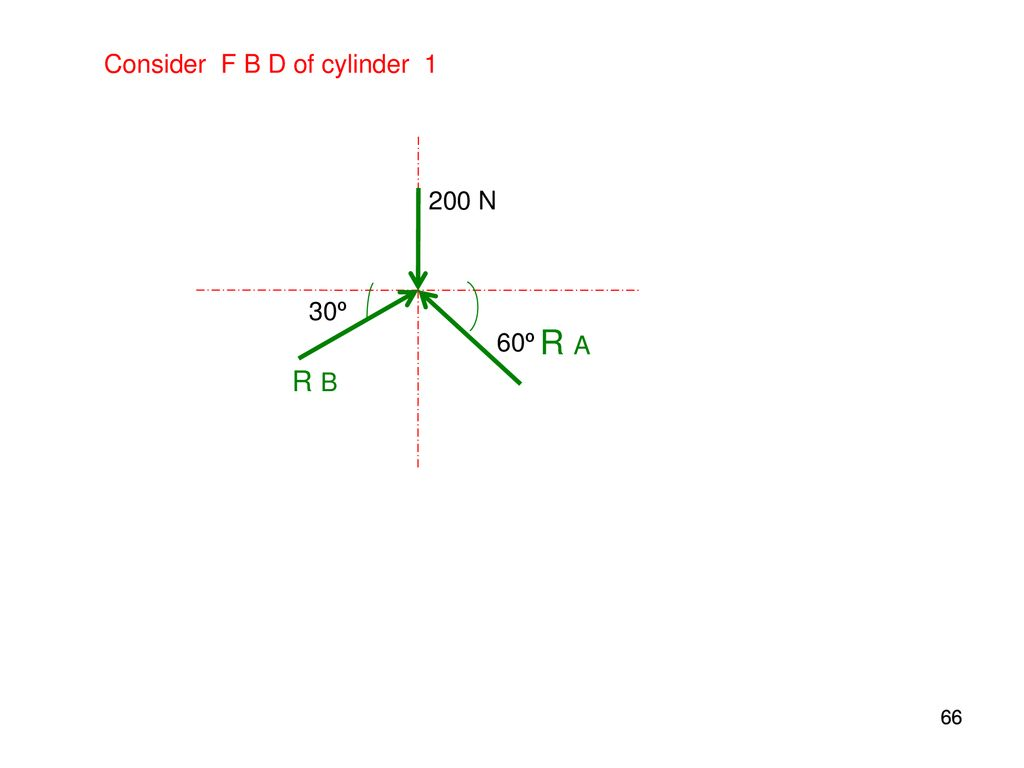 Consider F B D of cylinder 1
200 N
30º
60º R A
R B
66